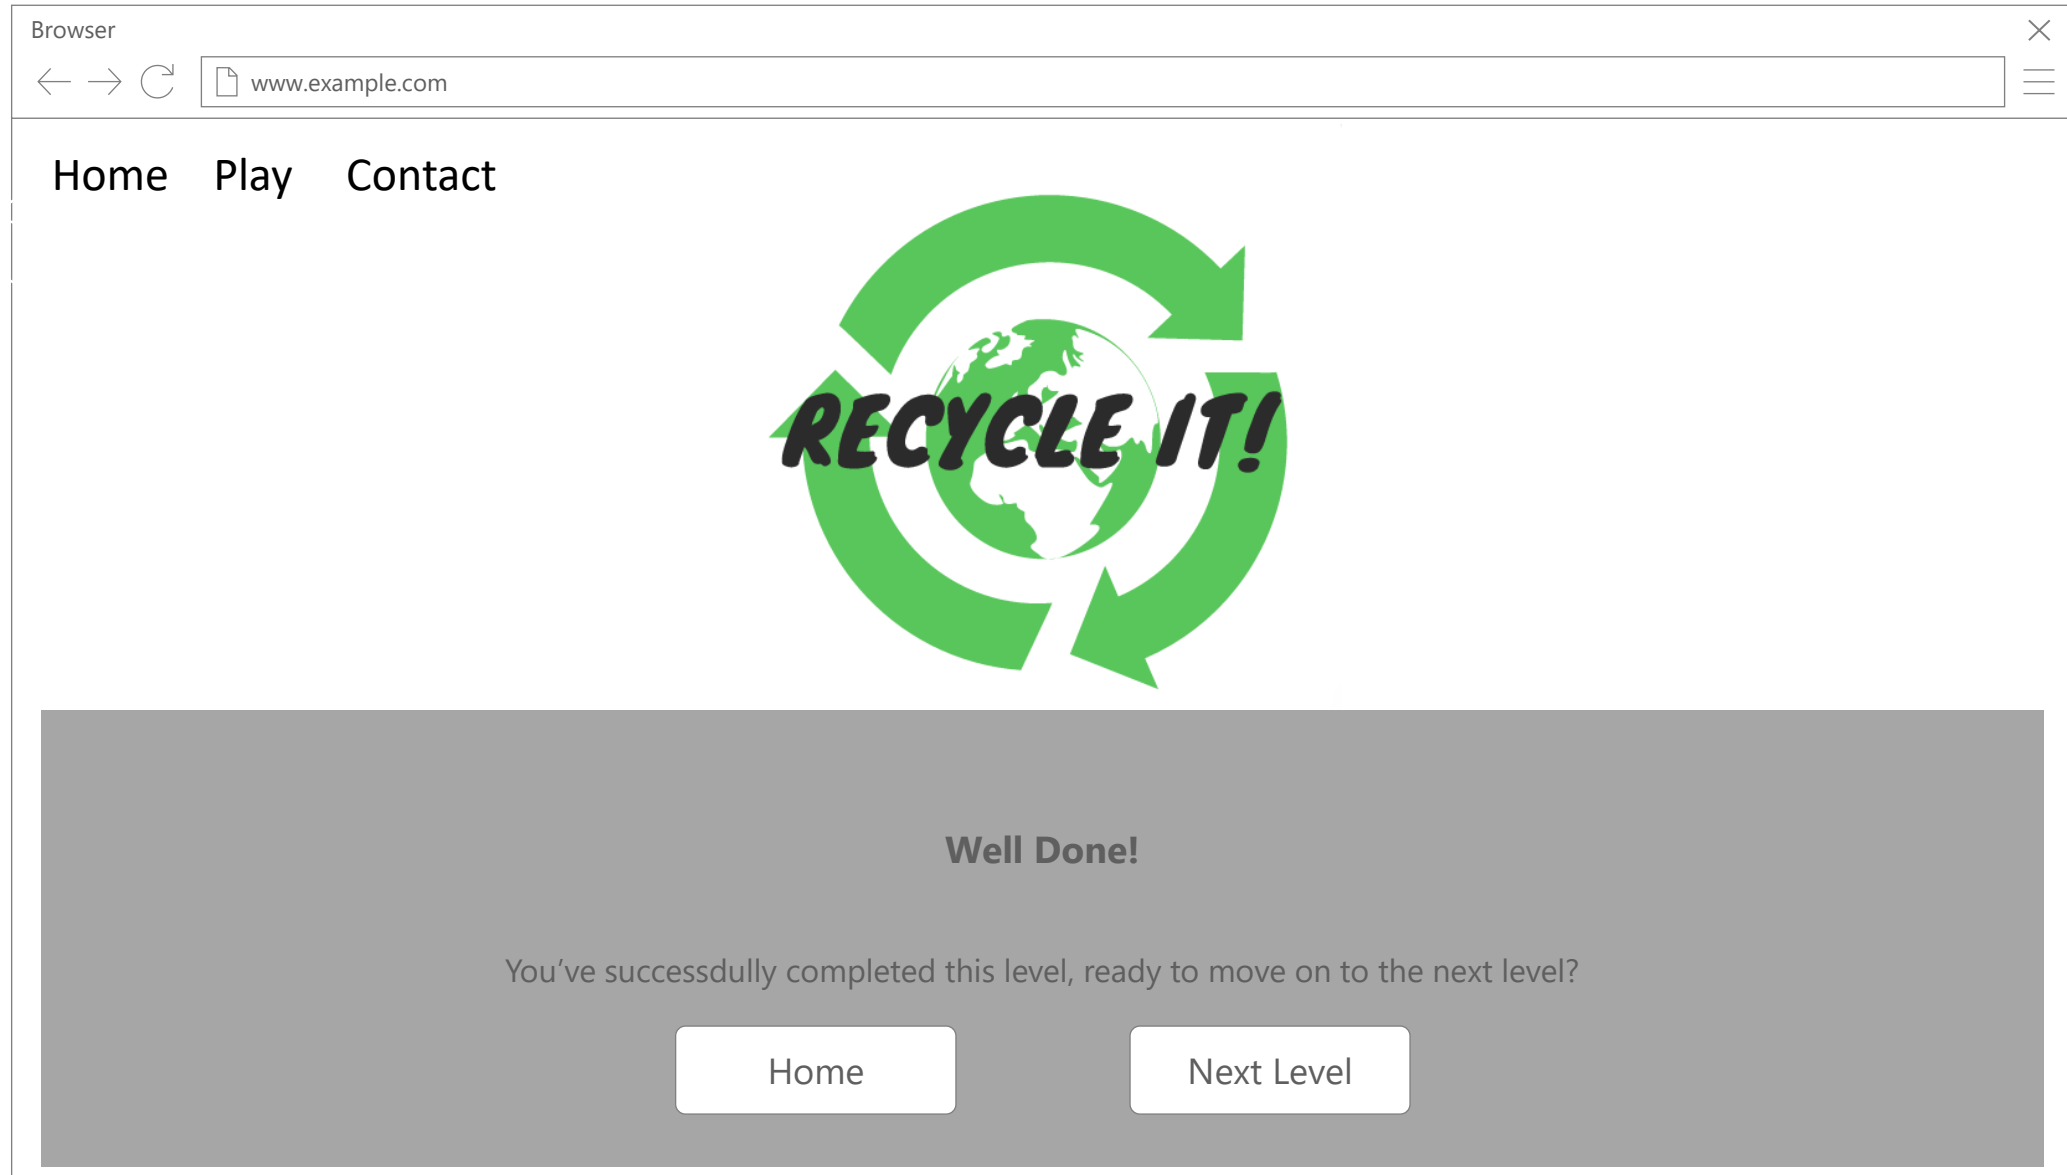 Browser
www.example.com
Home Play Contact
RECYCLE IT!
Well Done!
You’ve successdully completed this level, ready to move on to the next level?
Home Next Level